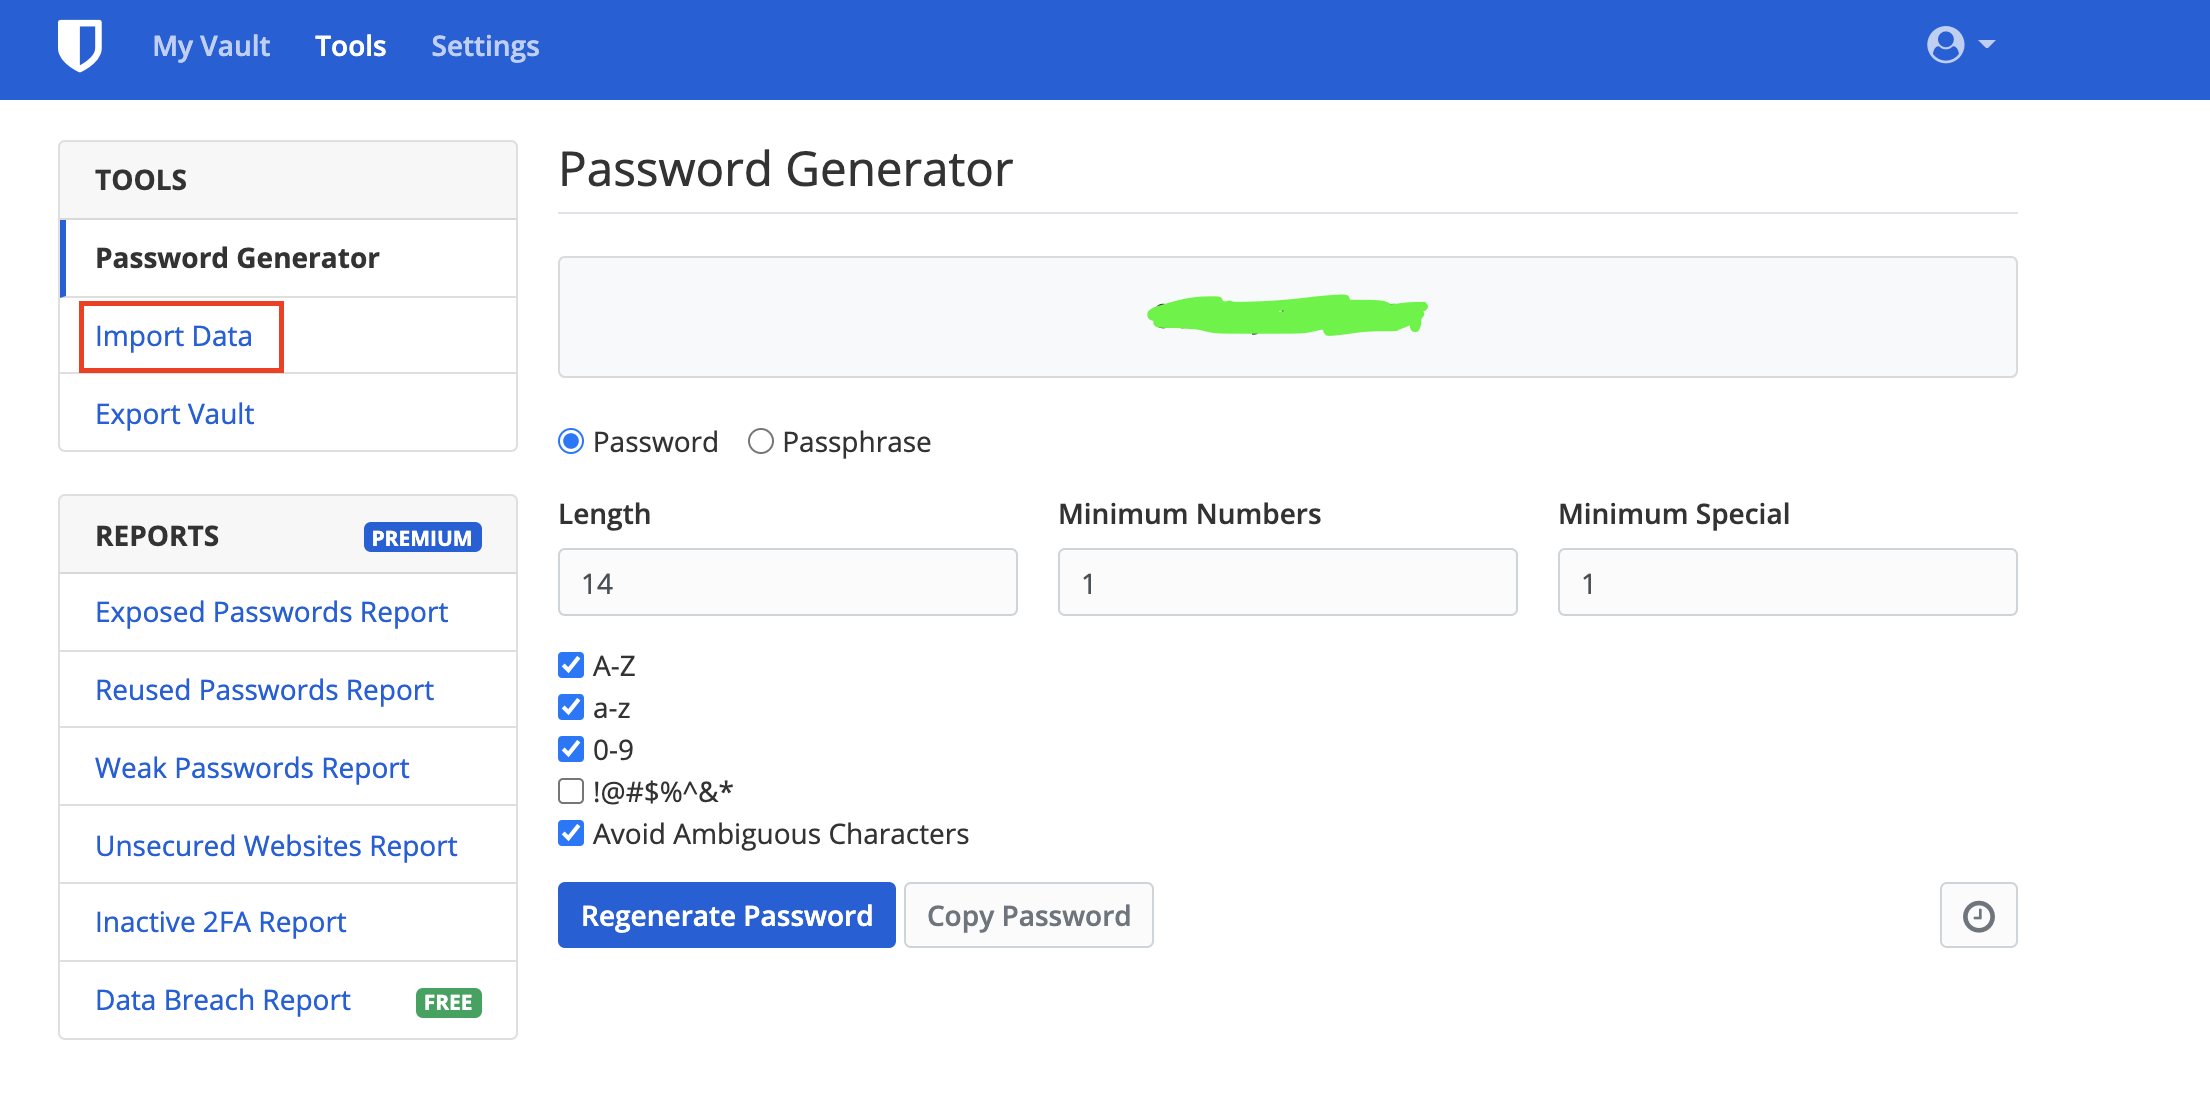 My Vault Tools Settings
TOOLS
Password Generator
Import Data
Export Vault
REPORTS PREMIUM
Exposed Passwords Report
Reused Passwords Report
Weak Passwords Report
Unsecured Websites Report
Inactive 2FA Report
Data Breach Report FREE
Password Generator
Password Passphrase
Length Minimum Numbers Minimum Special
14 1 1
A-Z
a-z
0-9
!@#$%^&*
Avoid Ambiguous Characters
Regenerate Password Copy Password